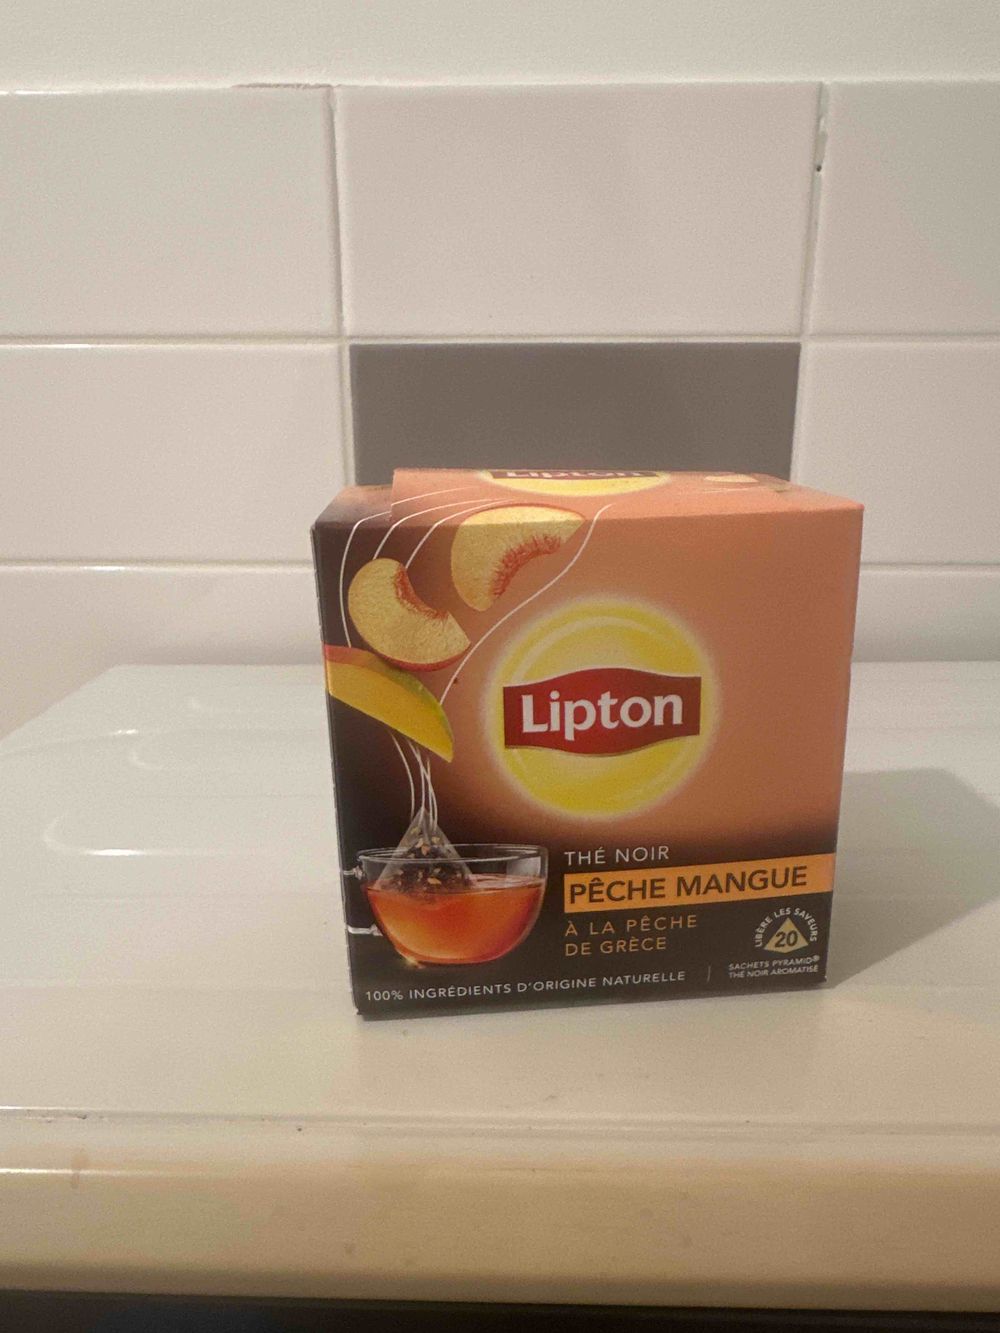 Lipton
Lipton
THÉ NOIR
PÊCHE MANGUE
À LA PÊCHE
DE GRÈCE
LIBÈRE LES SAVEURS
20
SACHETS PYRAMID®
THÉ NOIR AROMATISÉ
100% INGRÉDIENTS D'ORIGINE NATURELLE